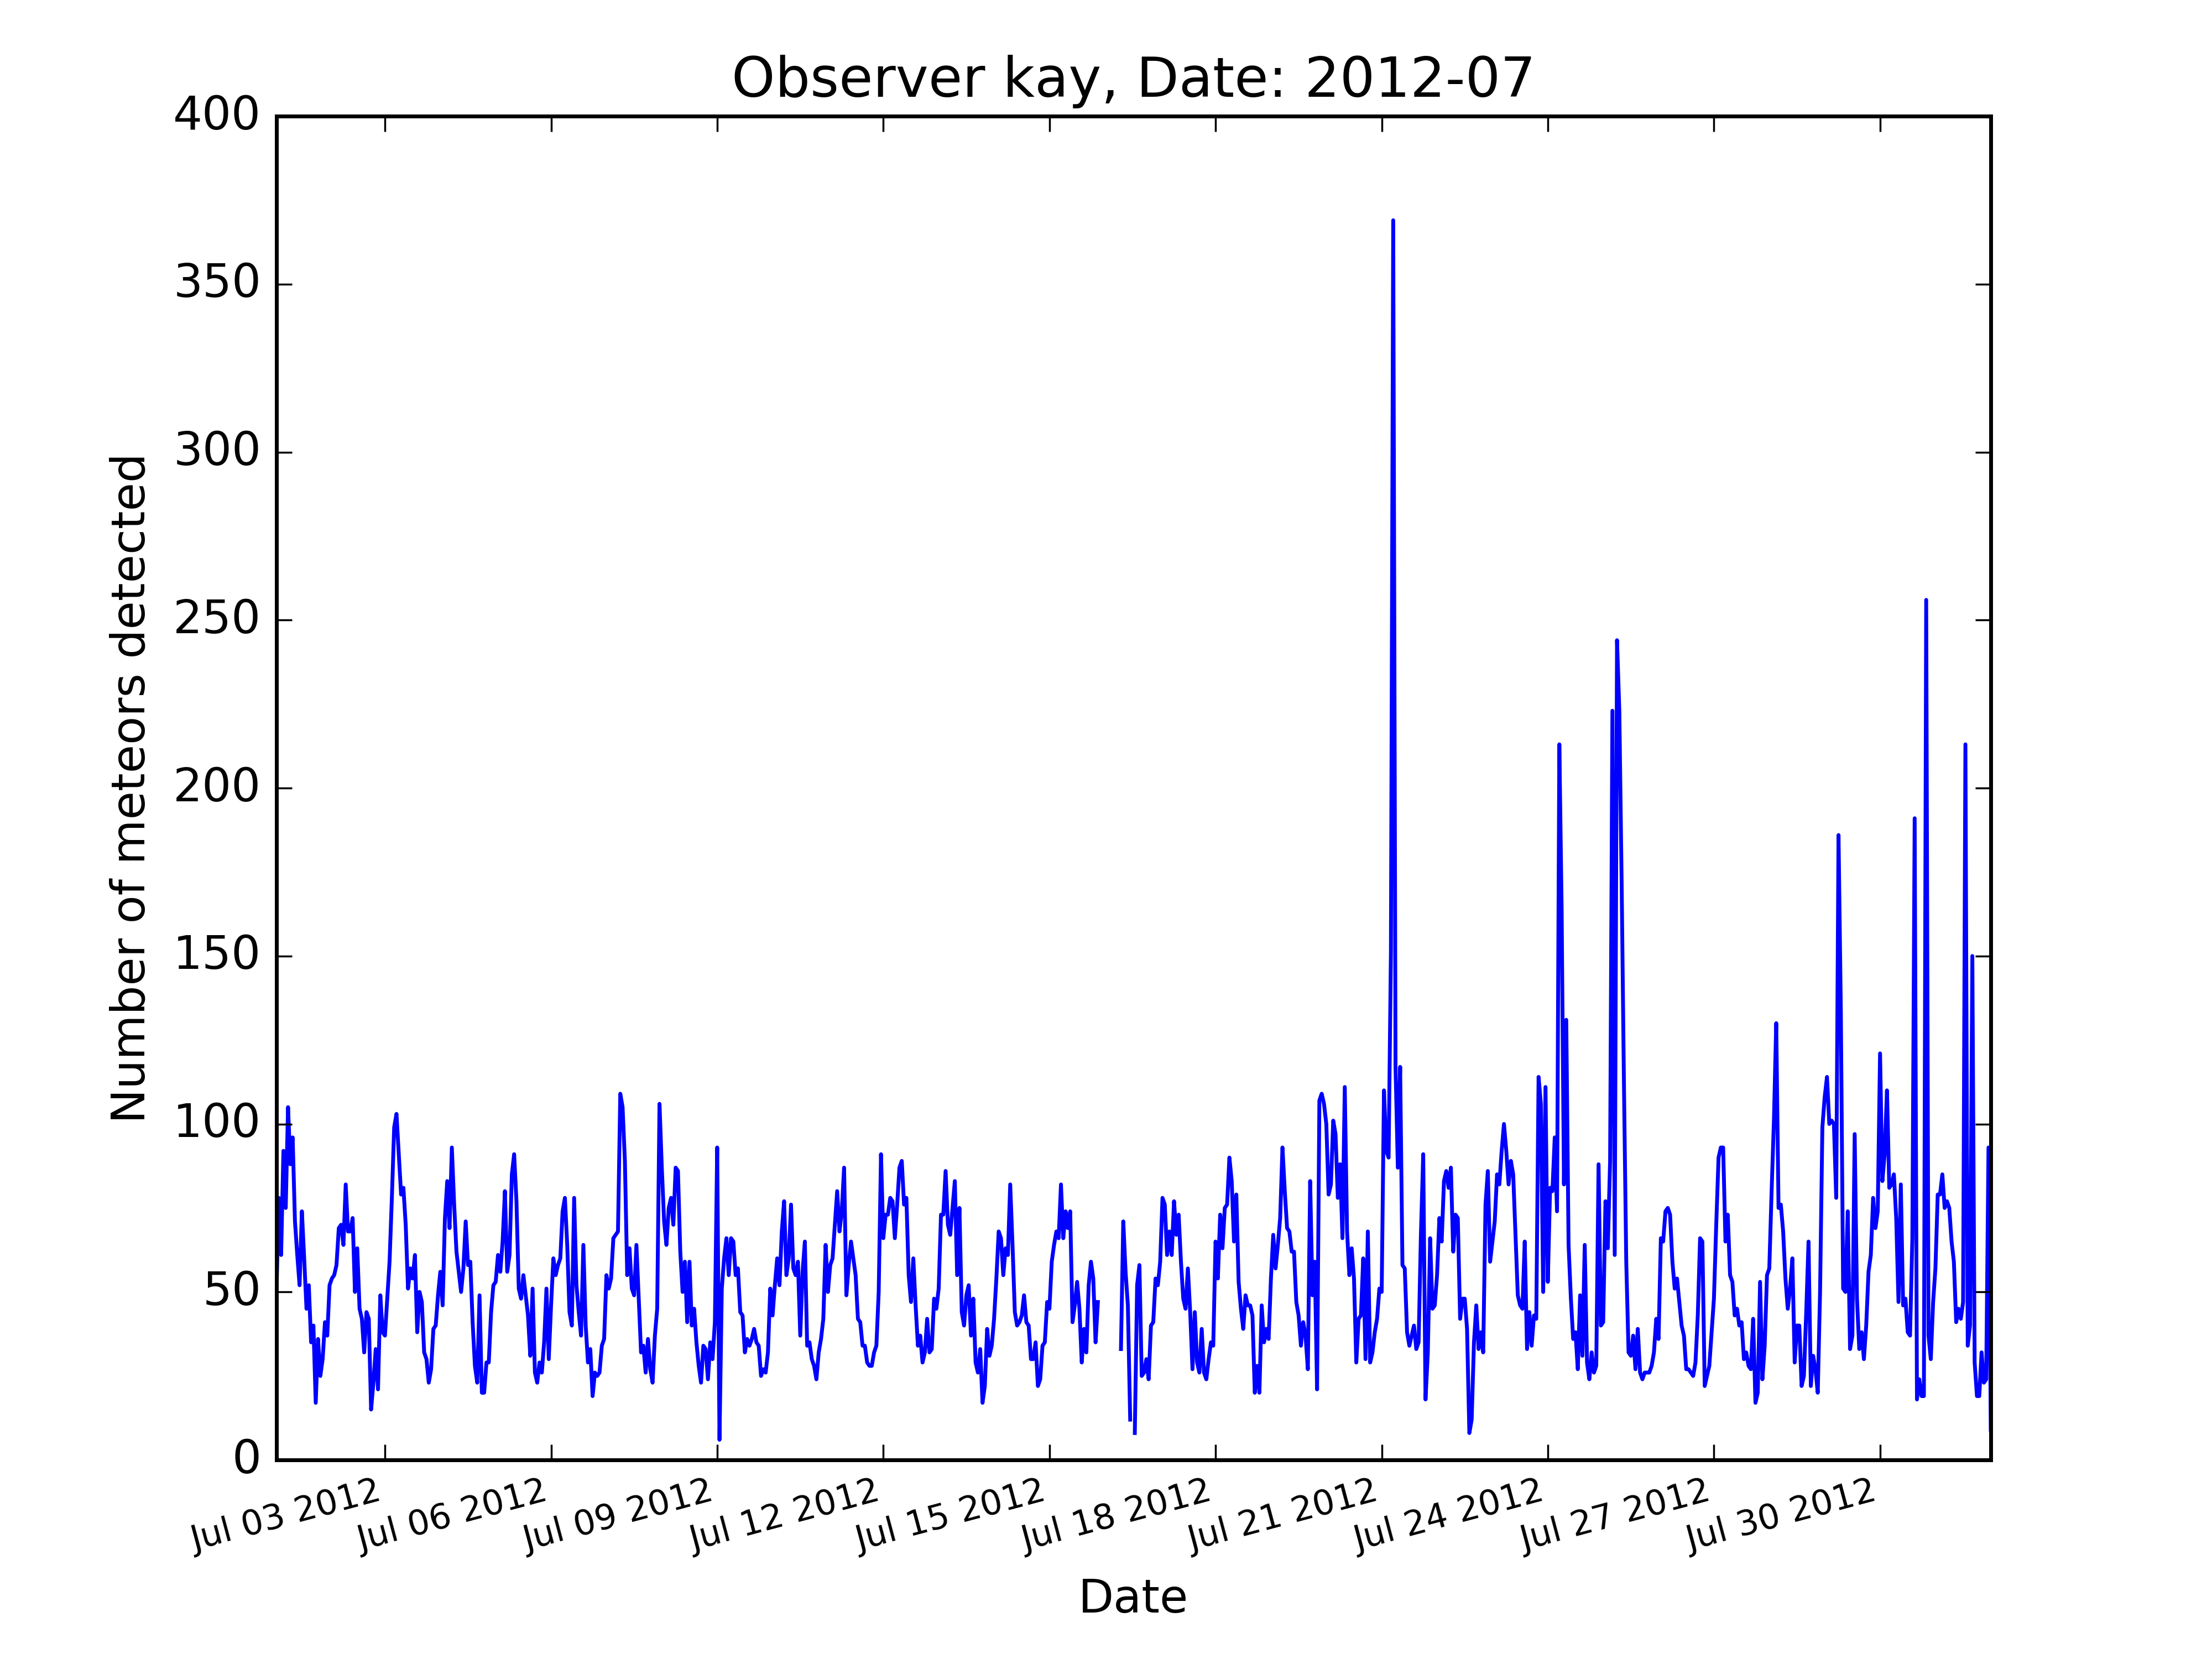 Observer kay, Date: 2012-07
400
350
300
250
200
150
100
50
0
Number of meteors detected
Jul 03 2012
Jul 06 2012
Jul 09 2012
Jul 12 2012
Jul 15 2012
Jul 18 2012
Jul 21 2012
Jul 24 2012
Jul 27 2012
Jul 30 2012
Date